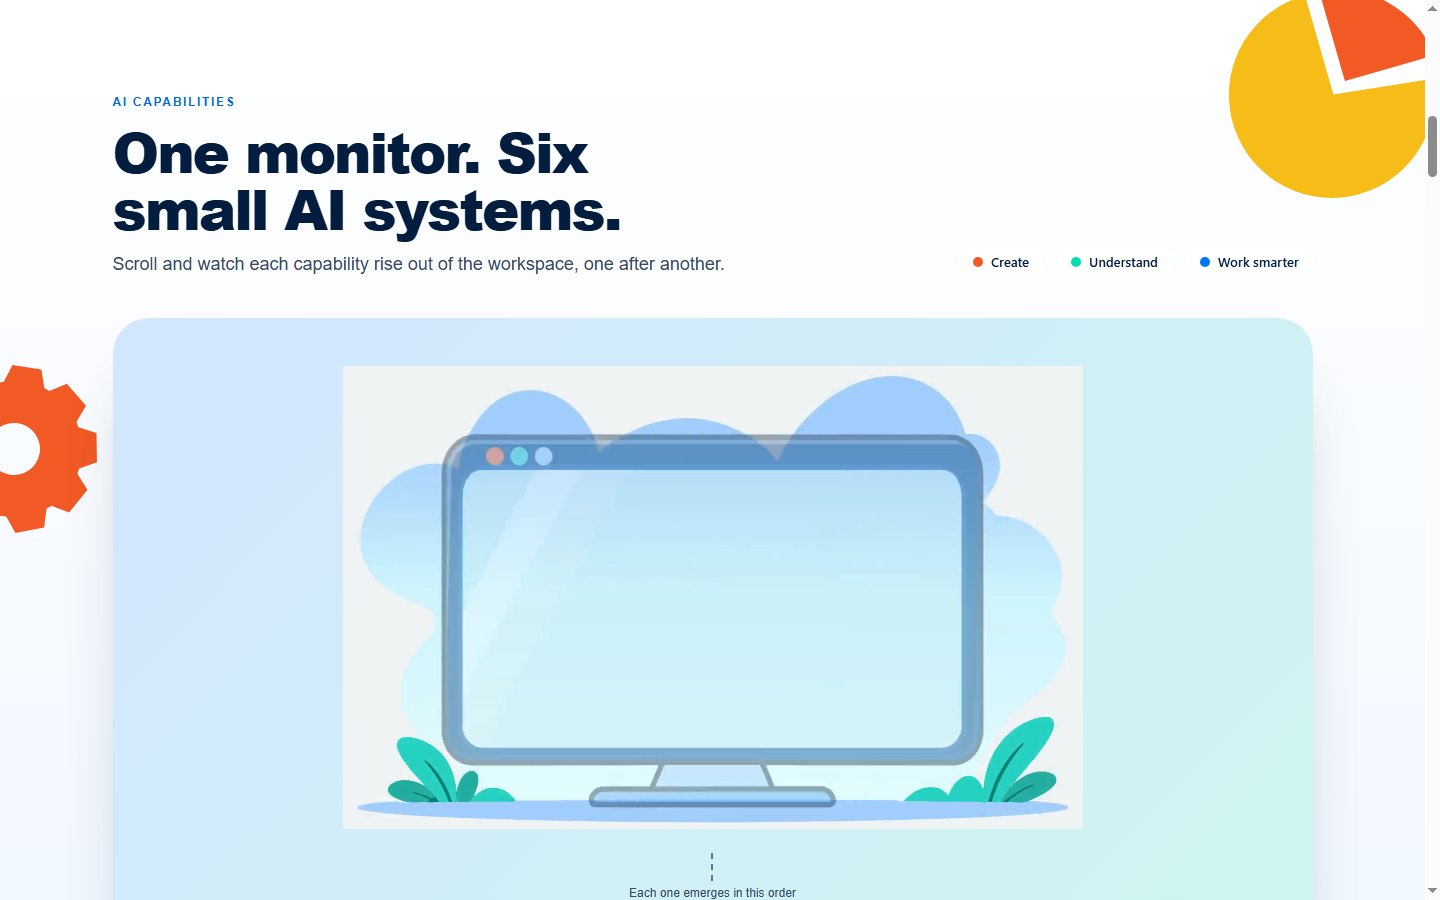 AI CAPABILITIES
One monitor. Six
small AI systems.
Scroll and watch each capability rise out of the workspace, one after another.
Create
Understand
Work smarter
Each one emerges in this order